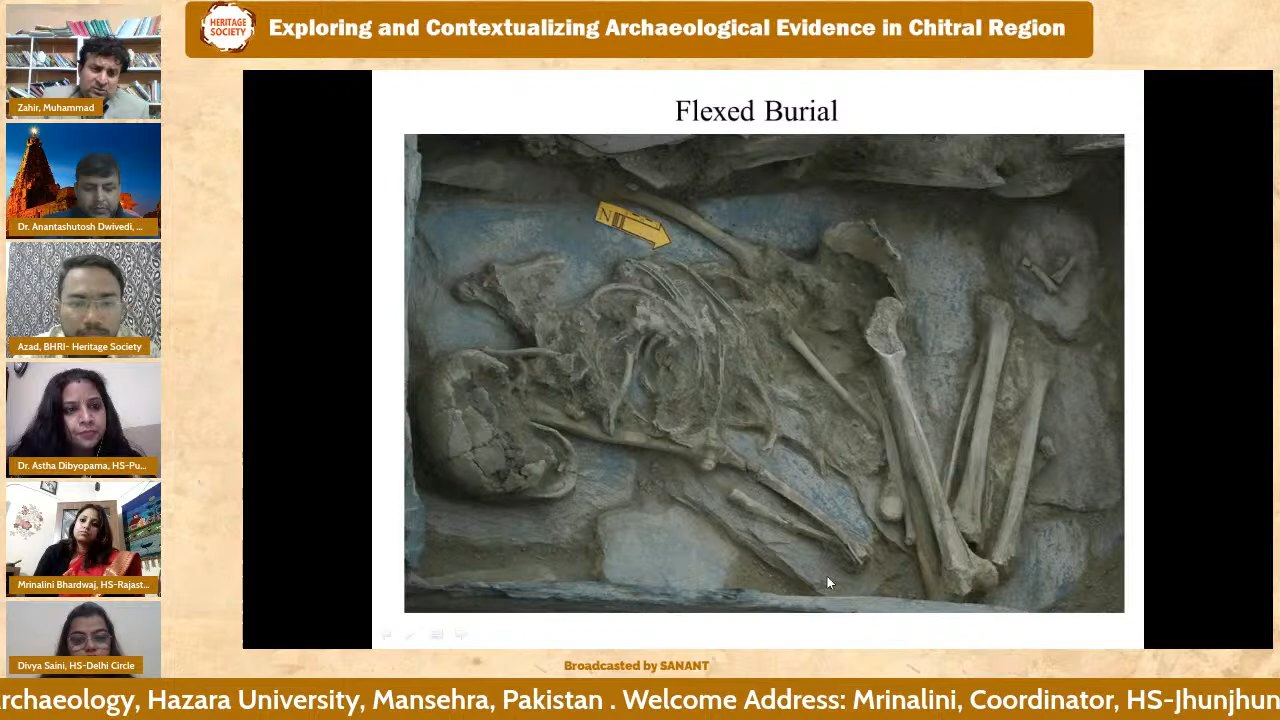 HERITAGE
SOCIETY
Exploring and Contextualizing Archaeological Evidence in Chitral Region
Zahir, Muhammad
Dr. Anantashutosh Dwivedi, ...
Azad, BHRI- Heritage Society
Dr. Astha Dibyopama, HS-Pu...
Mrinalini Bhardwaj, HS-Rajast...
Divya Saini, HS-Delhi Circle
Flexed Burial
N
Broadcasted by SANANT
rchaeology, Hazara University, Mansehra, Pakistan . Welcome Address: Mrinalini, Coordinator, HS-Jhunjhun